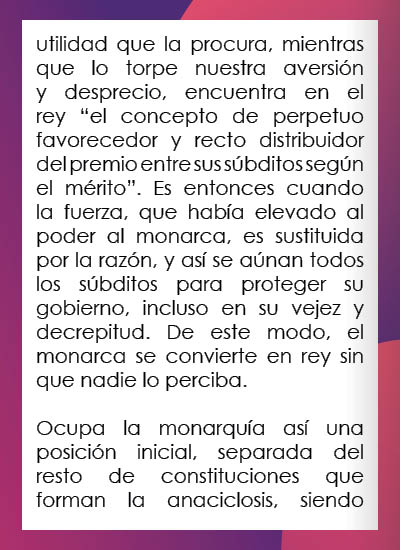 utilidad que la procura, mientras
que lo torpe nuestra aversión
y desprecio, encuentra en el
rey “el concepto de perpetuo
favorecedor y recto distribuidor
del premio entre sus súbditos según
el mérito”. Es entonces cuando
la fuerza, que había elevado al
poder al monarca, es sustituida
por la razón, y así se aúnan todos
los súbditos para proteger su
gobierno, incluso en su vejez y
decrepitud. De este modo, el
monarca se convierte en rey sin
que nadie lo perciba.

Ocupa la monarquía así una
posición inicial, separada del
resto de constituciones que
forman la anaciclosis, siendo